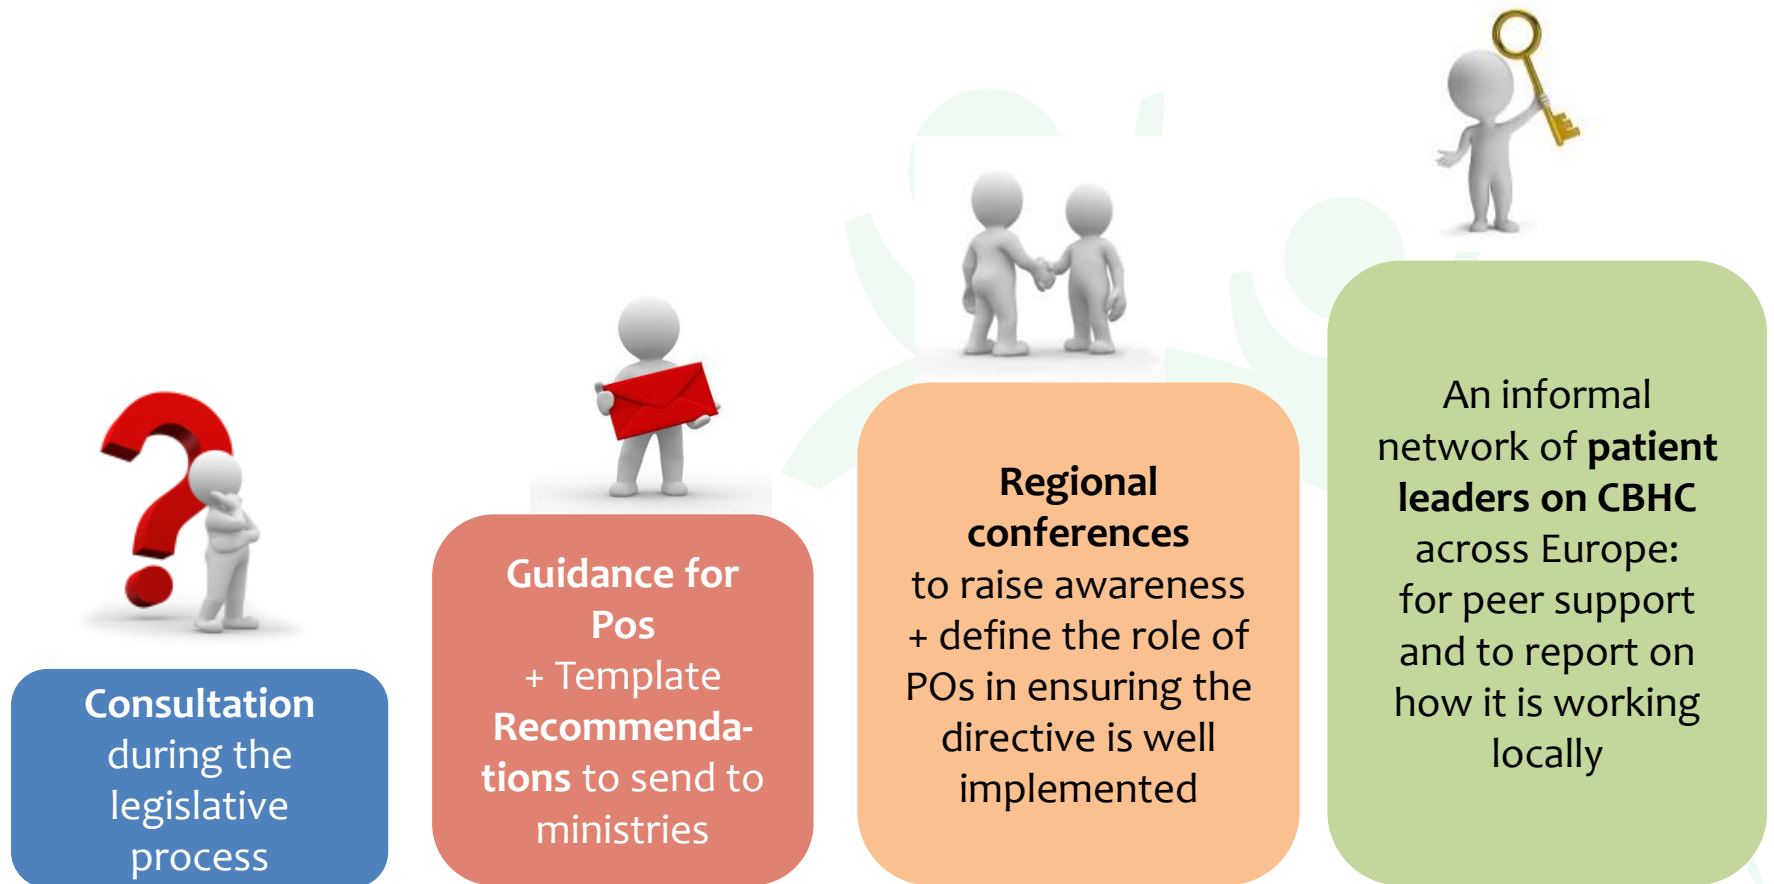 Consultation
during the
legislative
process
Guidance for
Pos
+ Template
Recommenda-
tions to send to
ministries
Regional
conferences
to raise awareness
+ define the role of
POs in ensuring the
directive is well
implemented
An informal
network of patient
leaders on CBHC
across Europe:
for peer support
and to report on
how it is working
locally